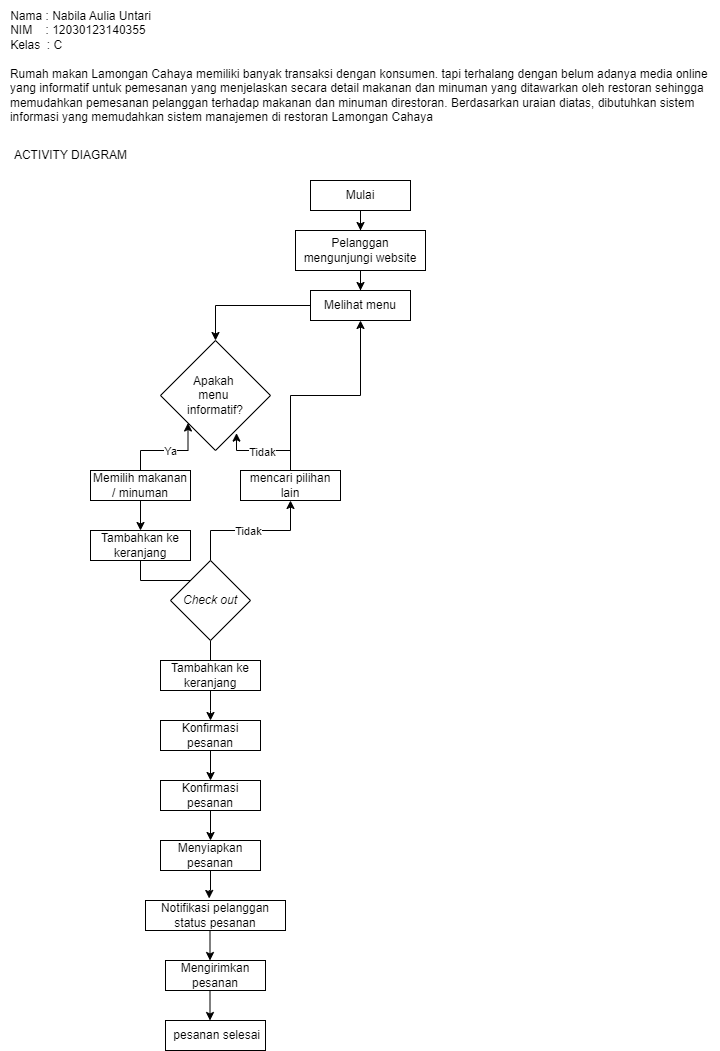 Nama : Nabila Aulia Untari
NIM : 12030123140355
Kelas : C
Rumah makan Lamongan Cahaya memiliki banyak transaksi dengan konsumen. tapi terhalang dengan belum adanya media online
yang informatif untuk pemesanan yang menjelaskan secara detail makanan dan minuman yang ditawarkan oleh restoran sehingga
memudahkan pemesanan pelanggan terhadap makanan dan minuman direstoran. Berdasarkan uraian diatas, dibutuhkan sistem
informasi yang memudahkan sistem manajemen di restoran Lamongan Cahaya
ACTIVITY DIAGRAM
Mulai
Pelanggan
mengunjungi website
Melihat menu
Apakah
menu
informatif?
Ya
Tidak
Memilih makanan
/ minuman
mencari pilihan
lain
Tambahkan ke
keranjang
Tidak
Check out
Tambahkan ke
keranjang
Konfirmasi
pesanan
Konfirmasi
pesanan
Menyiapkan
pesanan
Notifikasi pelanggan
status pesanan
Mengirimkan
pesanan
pesanan selesai